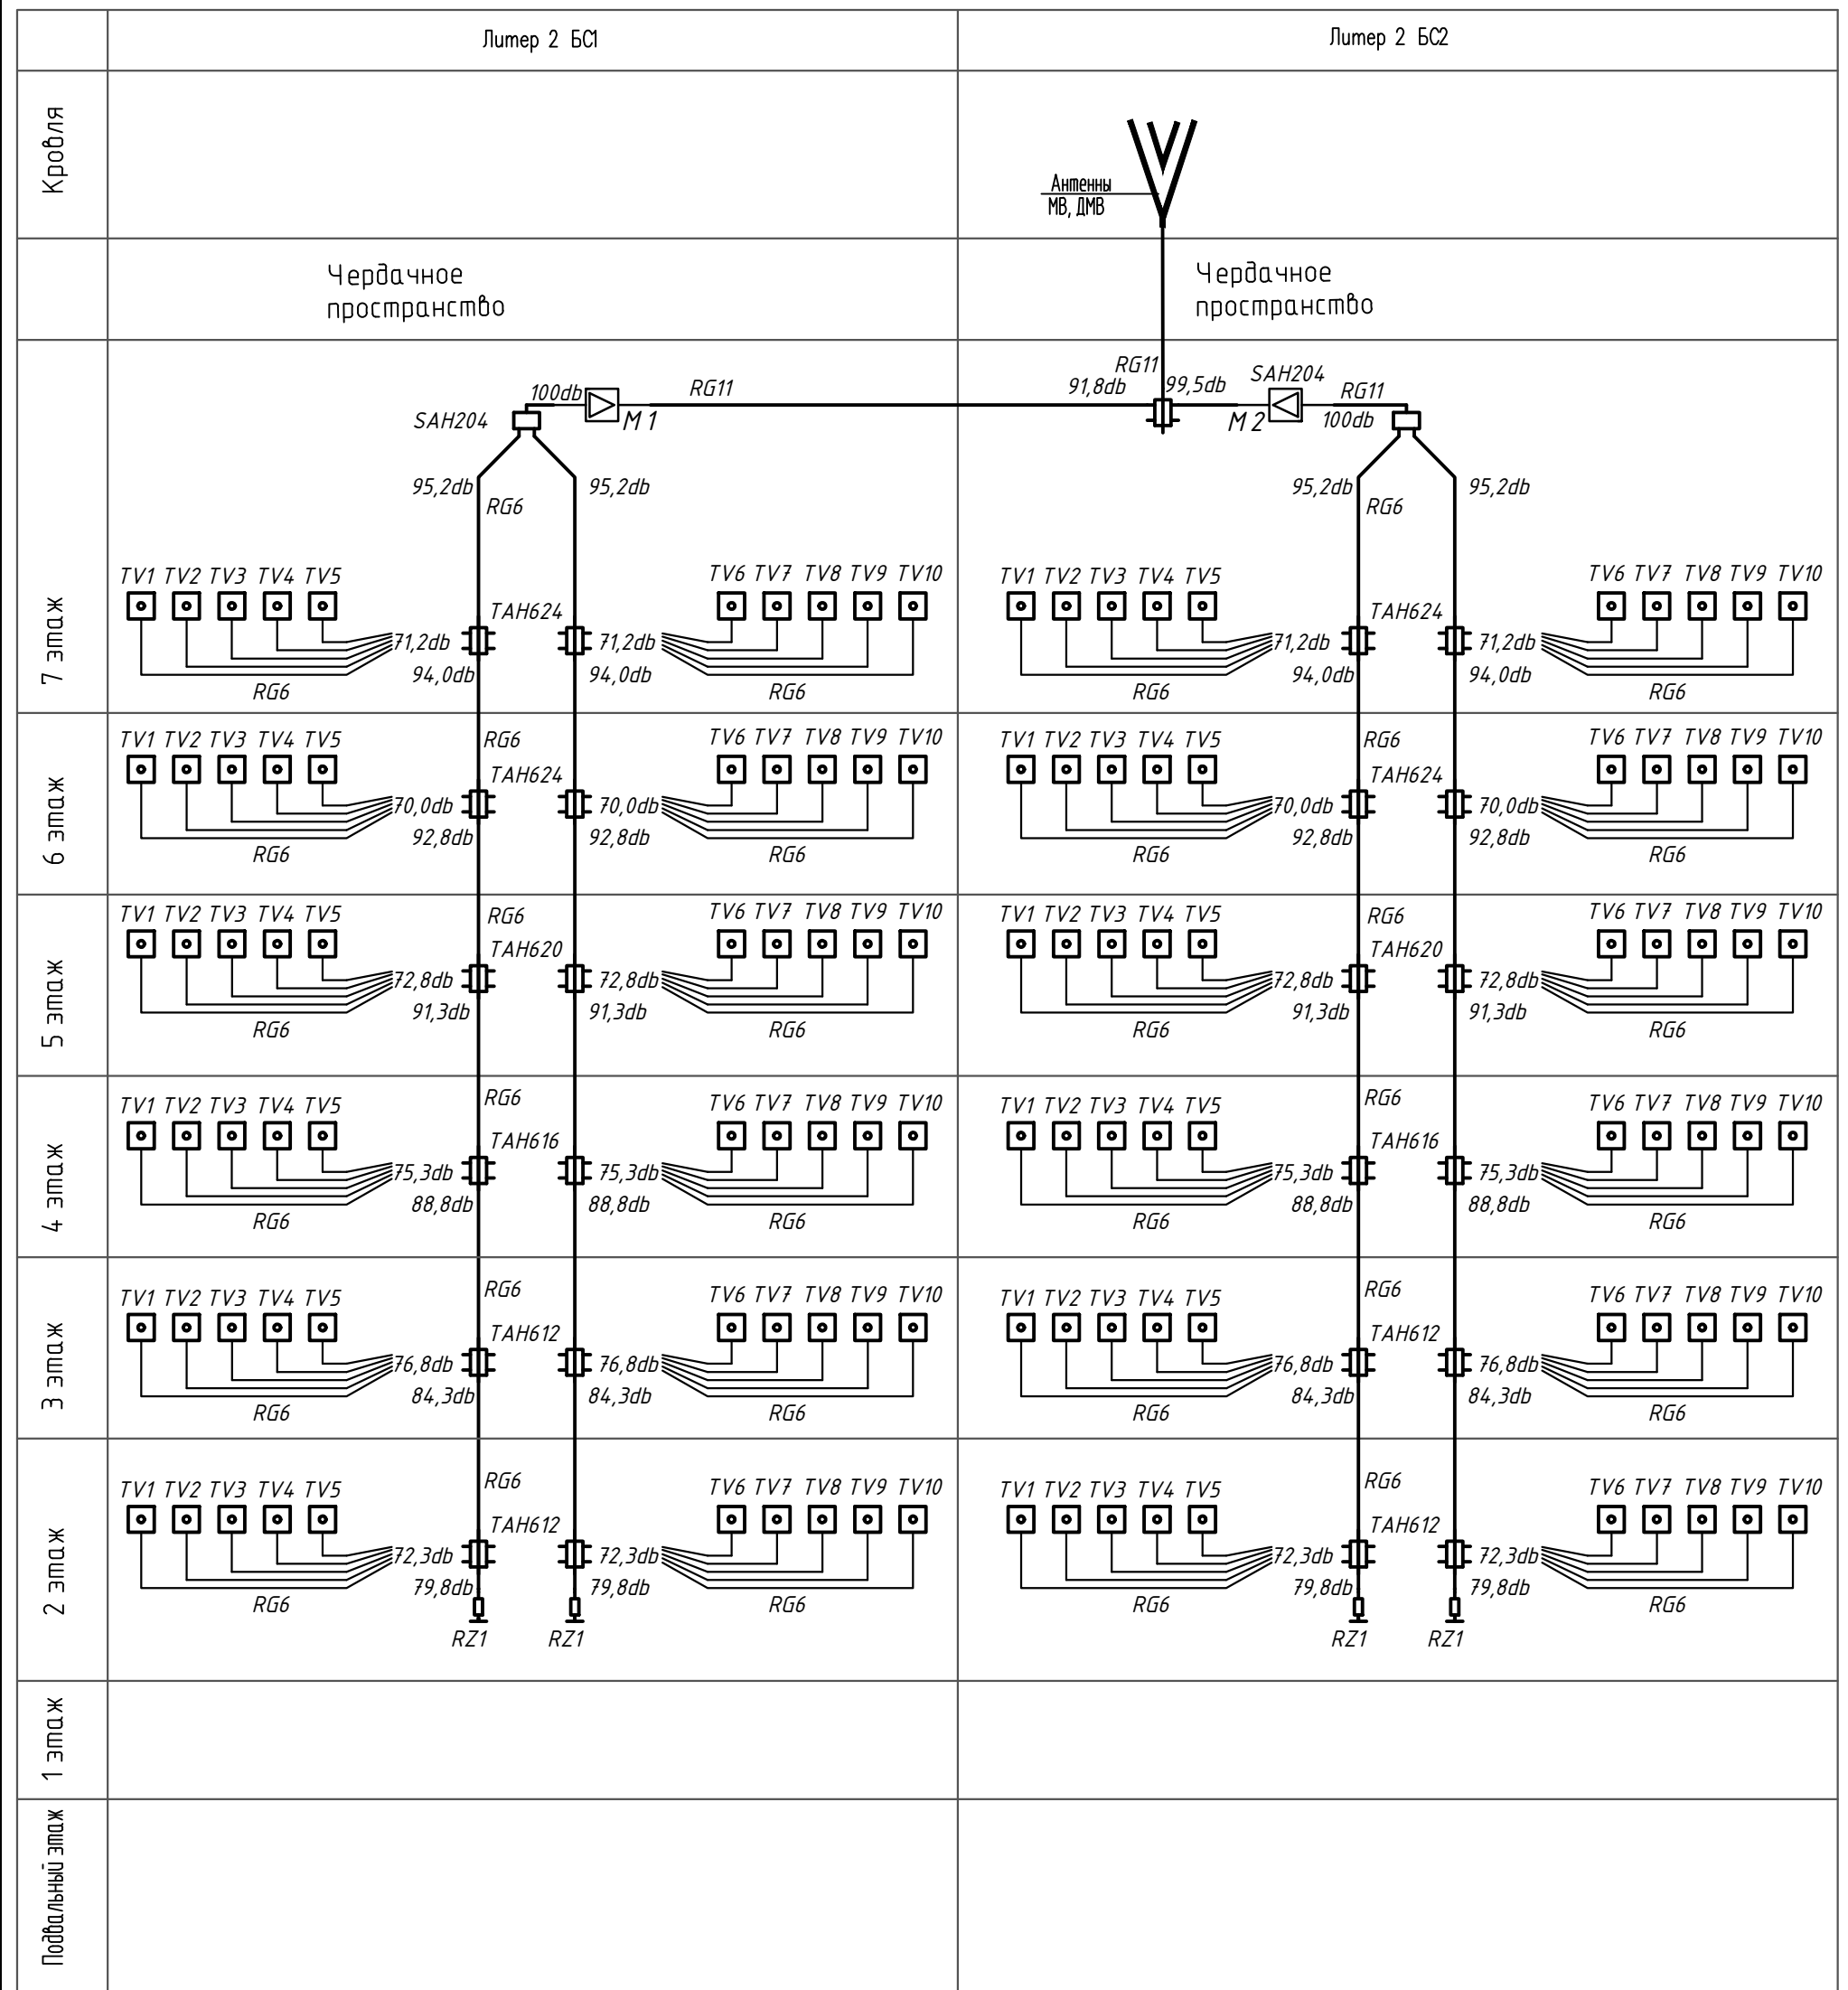 Литер 2 БС1
Литер 2 БС2
Кровля
Антенны
МВ, ДМВ
Чердачное
пространство
Чердачное
пространство
7 этаж
100db
RG11
M1
SAH204
95,2db
95,2db
RG6
RG11
91,8db
99,5db
SAH204
RG11
M2
100db
95,2db
95,2db
RG6
TV1 TV2 TV3 TV4 TV5
TAH624
TV6 TV7 TV8 TV9 TV10
71,2db
71,2db
94,0db
94,0db
RG6
RG6
TV1 TV2 TV3 TV4 TV5
TAH624
TV6 TV7 TV8 TV9 TV10
71,2db
71,2db
94,0db
94,0db
RG6
RG6
6 этаж
TV1 TV2 TV3 TV4 TV5
RG6
TAH624
TV6 TV7 TV8 TV9 TV10
70,0db
70,0db
92,8db
92,8db
RG6
RG6
TV1 TV2 TV3 TV4 TV5
RG6
TAH624
TV6 TV7 TV8 TV9 TV10
70,0db
70,0db
92,8db
92,8db
RG6
RG6
5 этаж
TV1 TV2 TV3 TV4 TV5
RG6
TAH620
TV6 TV7 TV8 TV9 TV10
72,8db
72,8db
91,3db
91,3db
RG6
RG6
TV1 TV2 TV3 TV4 TV5
RG6
TAH620
TV6 TV7 TV8 TV9 TV10
72,8db
72,8db
91,3db
91,3db
RG6
RG6
4 этаж
TV1 TV2 TV3 TV4 TV5
RG6
TAH616
TV6 TV7 TV8 TV9 TV10
75,3db
75,3db
88,8db
88,8db
RG6
RG6
TV1 TV2 TV3 TV4 TV5
RG6
TAH616
TV6 TV7 TV8 TV9 TV10
75,3db
75,3db
88,8db
88,8db
RG6
RG6
3 этаж
TV1 TV2 TV3 TV4 TV5
RG6
TAH612
TV6 TV7 TV8 TV9 TV10
76,8db
76,8db
84,3db
84,3db
RG6
RG6
TV1 TV2 TV3 TV4 TV5
RG6
TAH612
TV6 TV7 TV8 TV9 TV10
76,8db
76,8db
84,3db
84,3db
RG6
RG6
2 этаж
TV1 TV2 TV3 TV4 TV5
RG6
TAH612
TV6 TV7 TV8 TV9 TV10
72,3db
72,3db
79,8db
79,8db
RG6
RG6
RZ1
RZ1
TV1 TV2 TV3 TV4 TV5
RG6
TAH612
TV6 TV7 TV8 TV9 TV10
72,3db
72,3db
79,8db
79,8db
RG6
RG6
RZ1
RZ1
1 этаж
Подвальный этаж